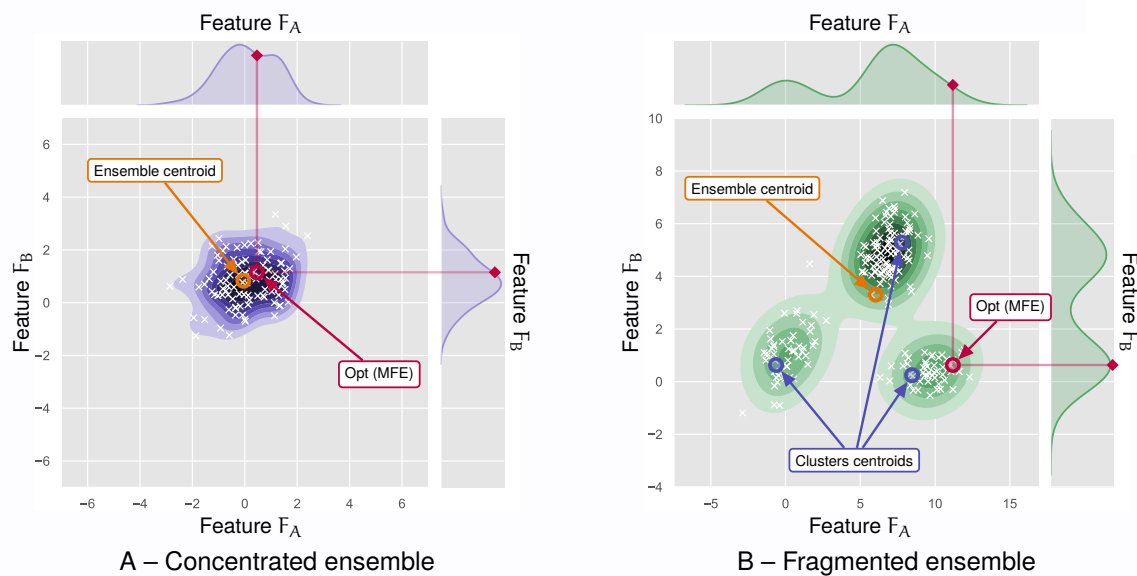 Feature F_A
Feature F_B
6
4
2
0
−2
−4
−6
Ensemble centroid
Opt (MFE)
Feature F_B
−6
−4
−2
0
2
4
6
Feature F_A
A – Concentrated ensemble
Feature F_A
Feature F_B
10
8
6
4
2
0
−2
−4
Ensemble centroid
Opt (MFE)
Clusters centroids
Feature F_B
−5
0
5
10
15
Feature F_A
B – Fragmented ensemble